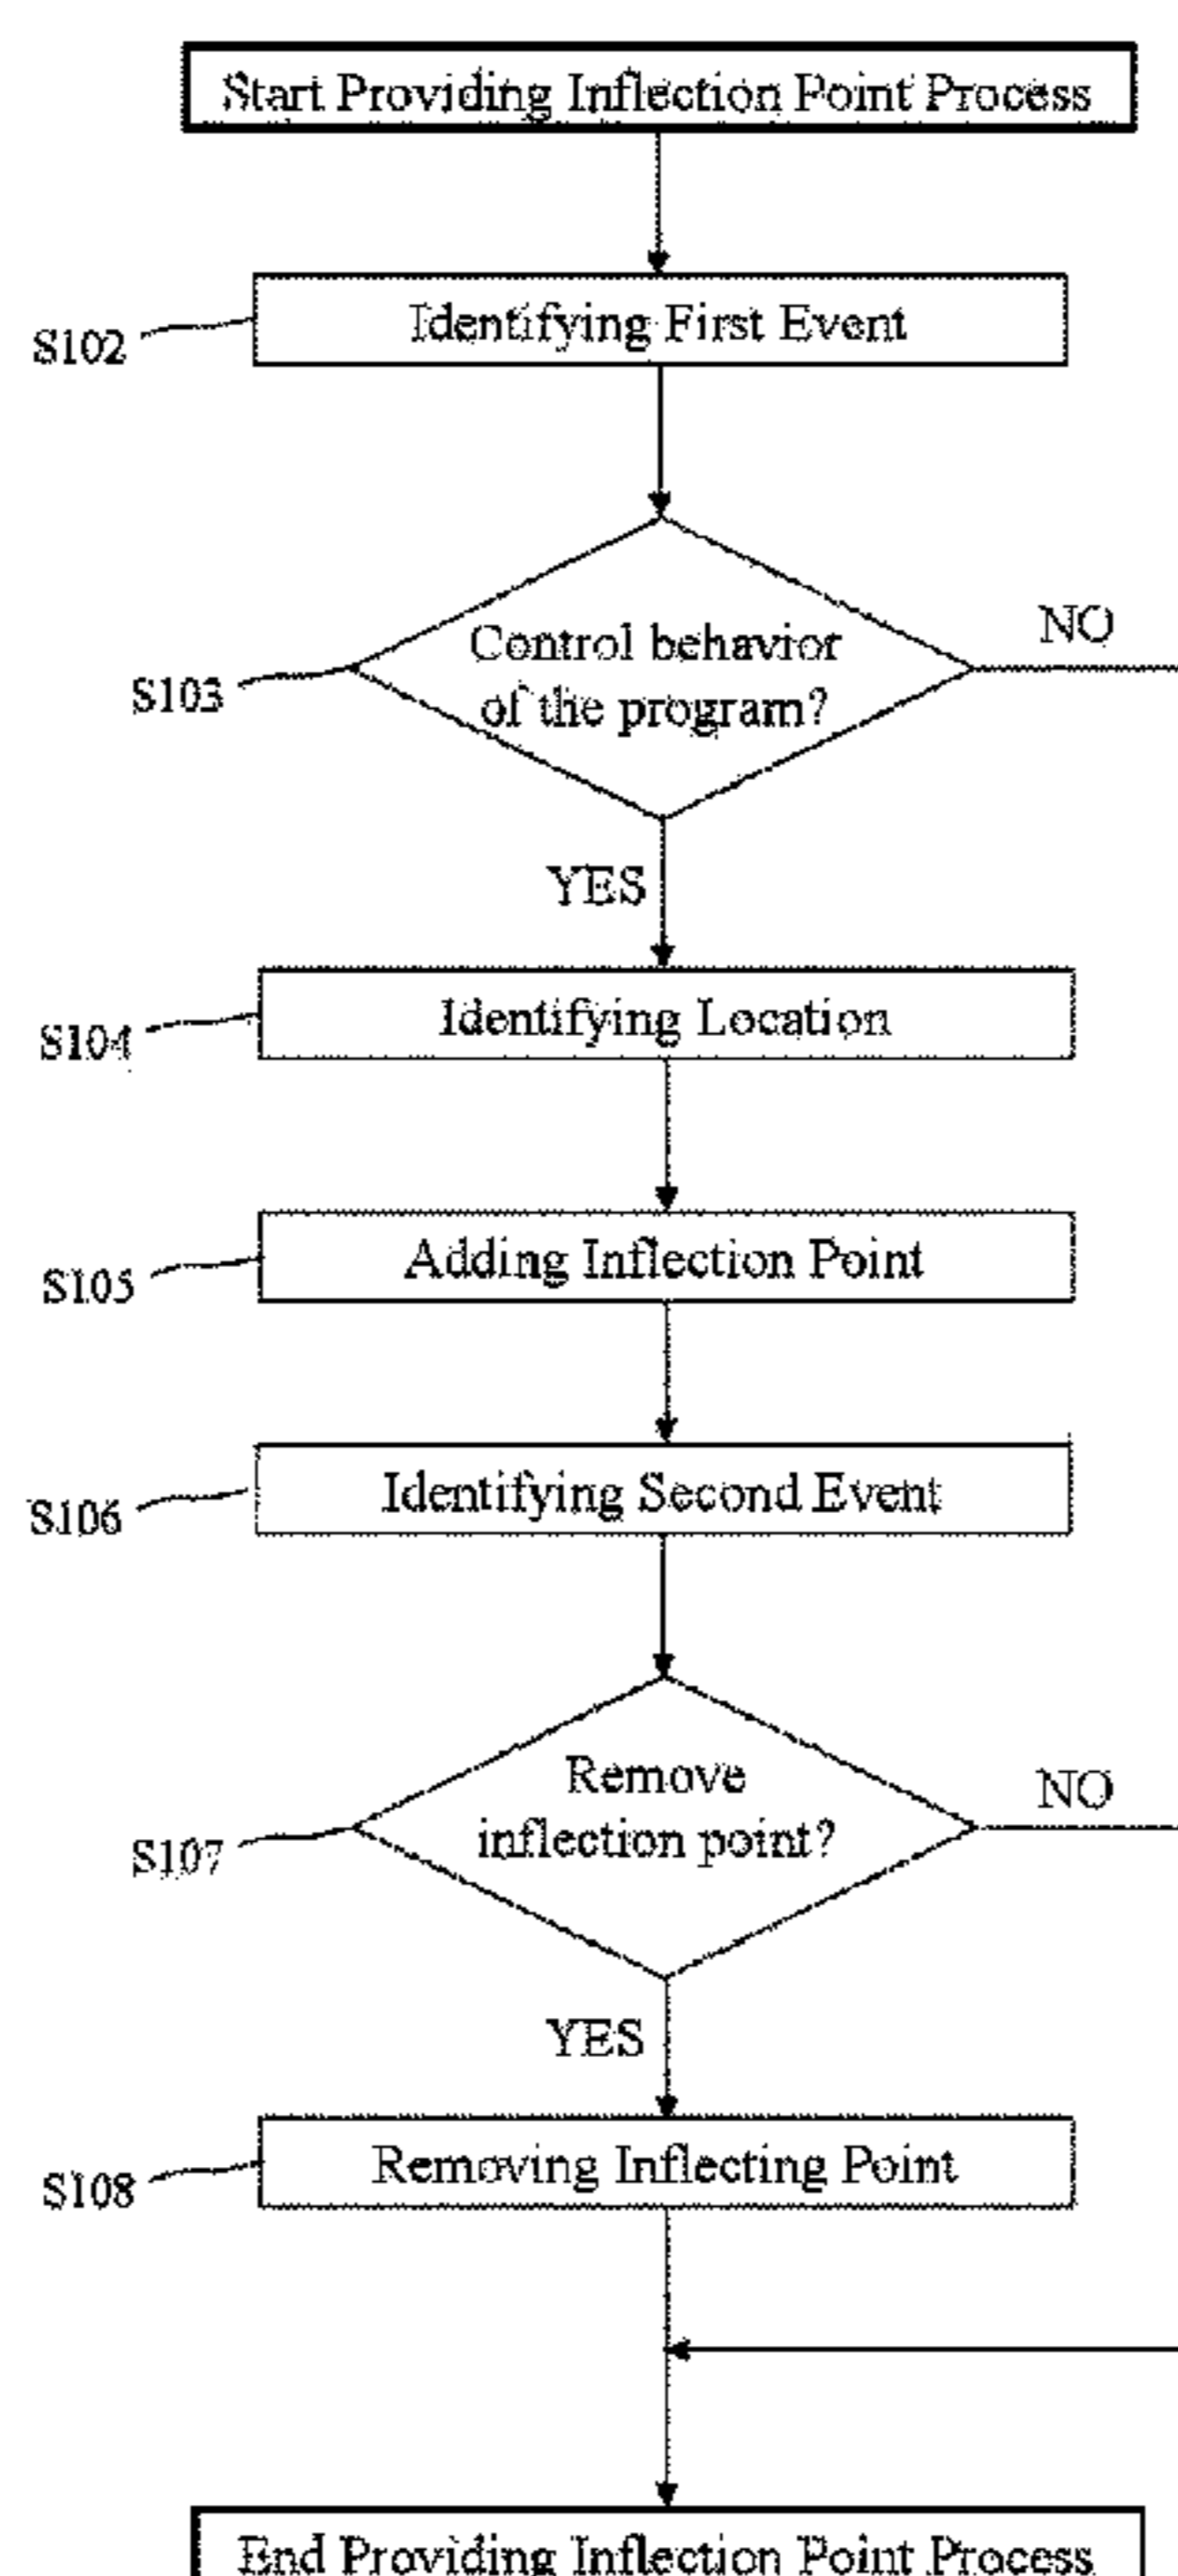 Start Providing Inflection Point Process
Identifying First Event
S102
Control behavior
of the program?
S103
NO
YES
Identifying Location
S104
Adding Inflection Point
S105
Identifying Second Event
S106
Remove
inflection point?
S107
NO
YES
Removing Inflecting Point
S108
End Providing Inflection Point Process